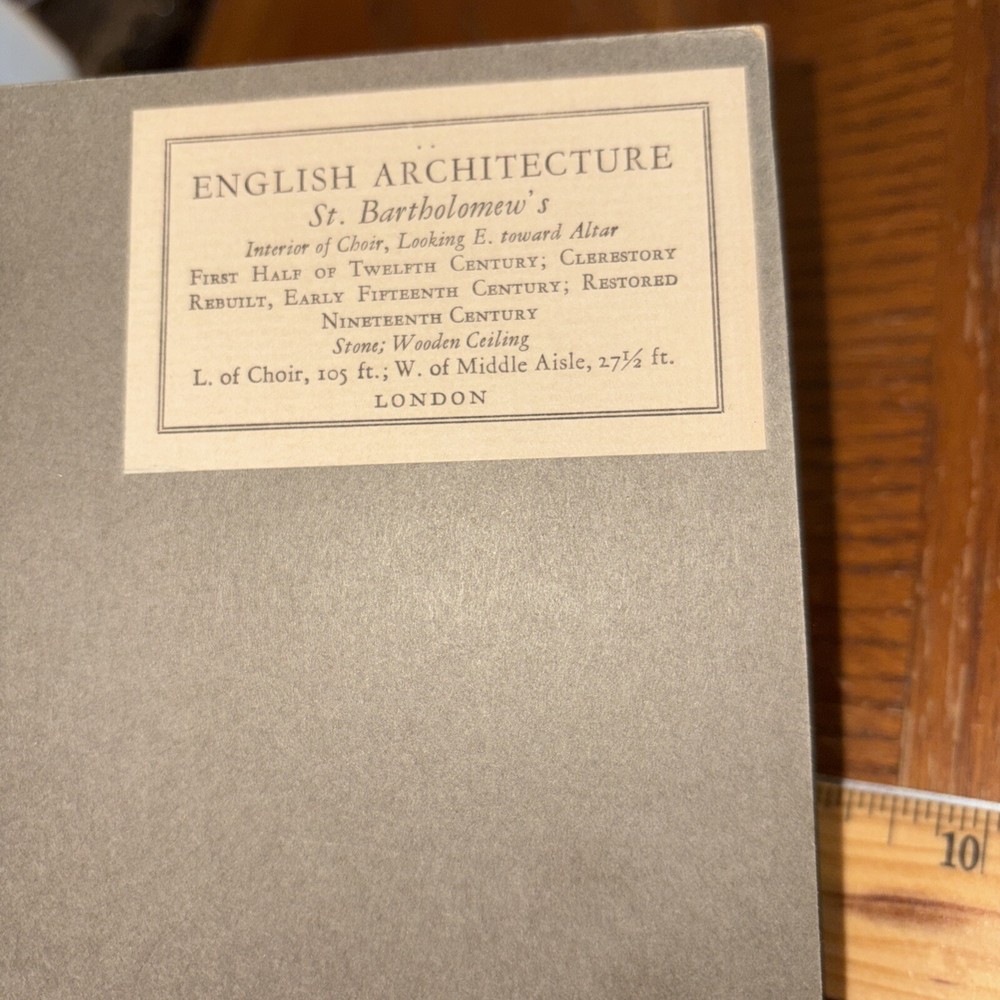 ENGLISH ARCHITECTURE
St. Bartholomew's
Interior of Choir, Looking E. toward Altar
First Half of Twelfth Century; Clerestory
Rebuilt, Early Fifteenth Century; Restored
Nineteenth Century
Stone; Wooden Ceiling
L. of Choir, 105 ft.; W. of Middle Aisle, 27½ ft.
LONDON
10